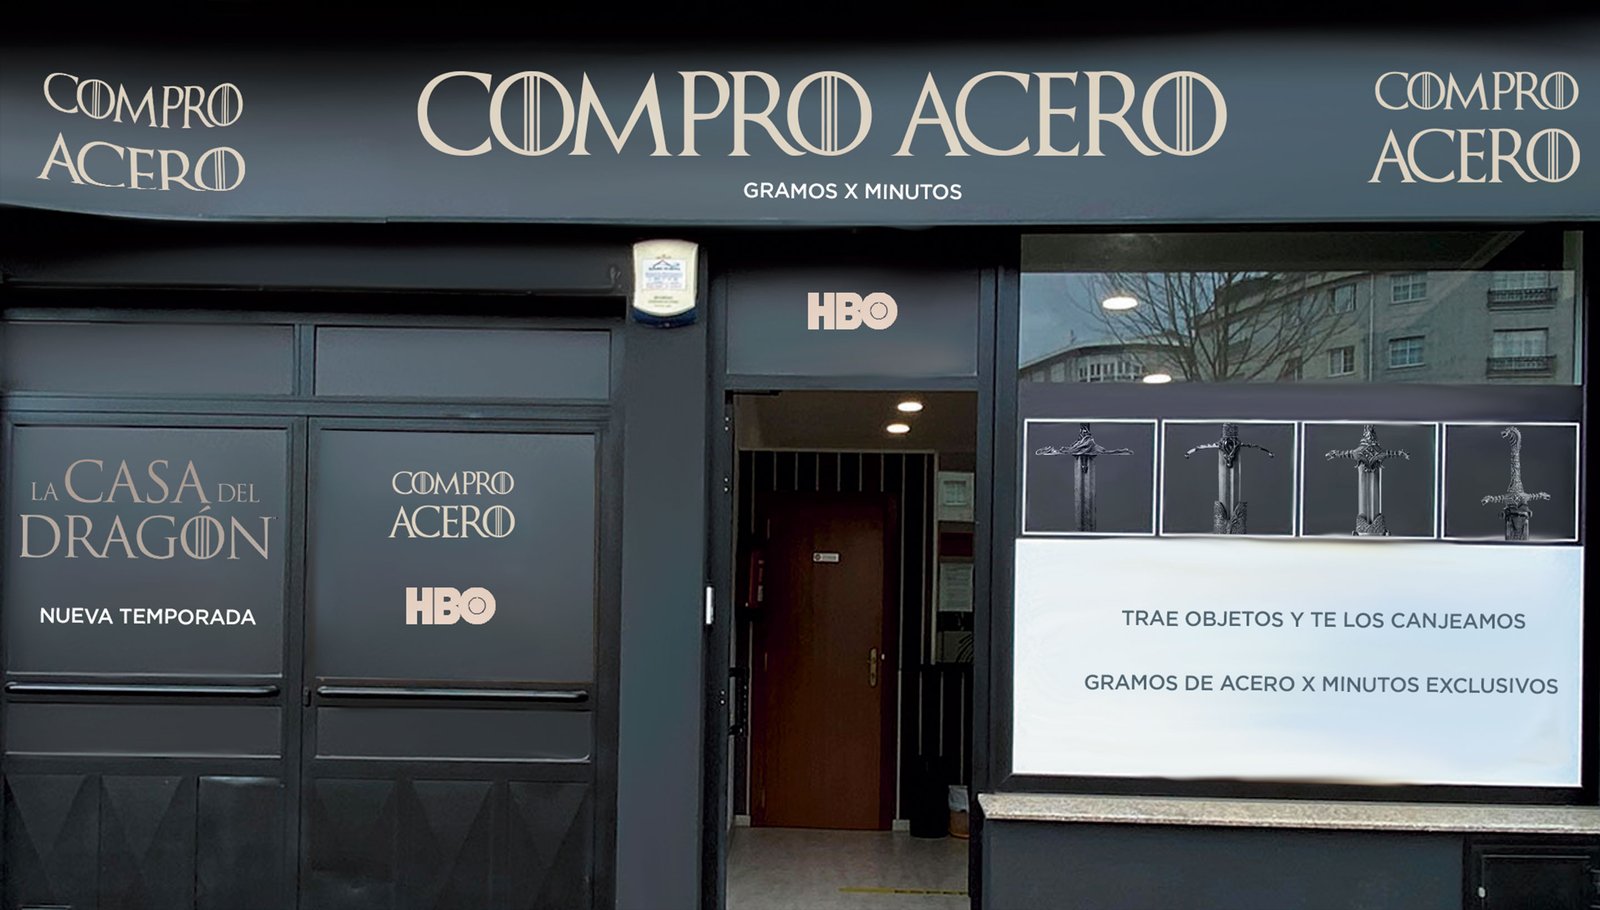 COMPRO
ACERO
COMPRO ACERO
GRAMOS X MINUTOS
COMPRO
ACERO
HBO
LA CASA DEL
DRAGÓN
NUEVA TEMPORADA
COMPRO
ACERO
HBO
TRAE OBJETOS Y TE LOS CANJEAMOS
GRAMOS DE ACERO X MINUTOS EXCLUSIVOS